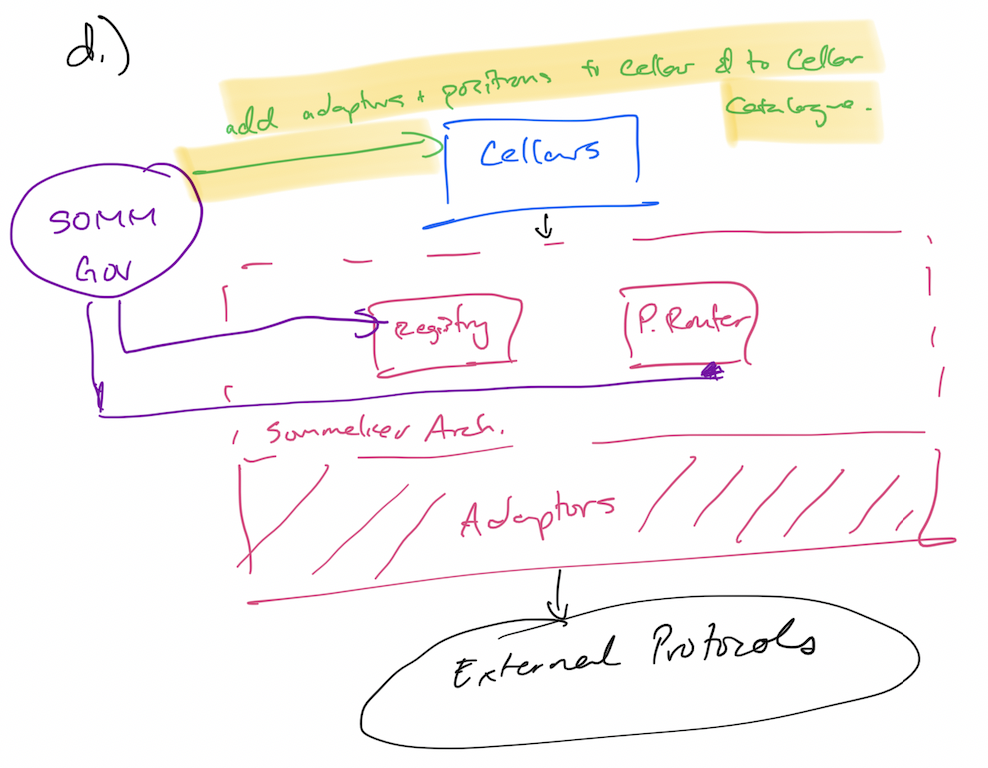 d.)
add adaptors + positions to cellar & to Cellar
Catalogue.
Cellars
SOMM
GOV
Registry
P. Router
Sommelier Arch.
Adaptors
External Protocols